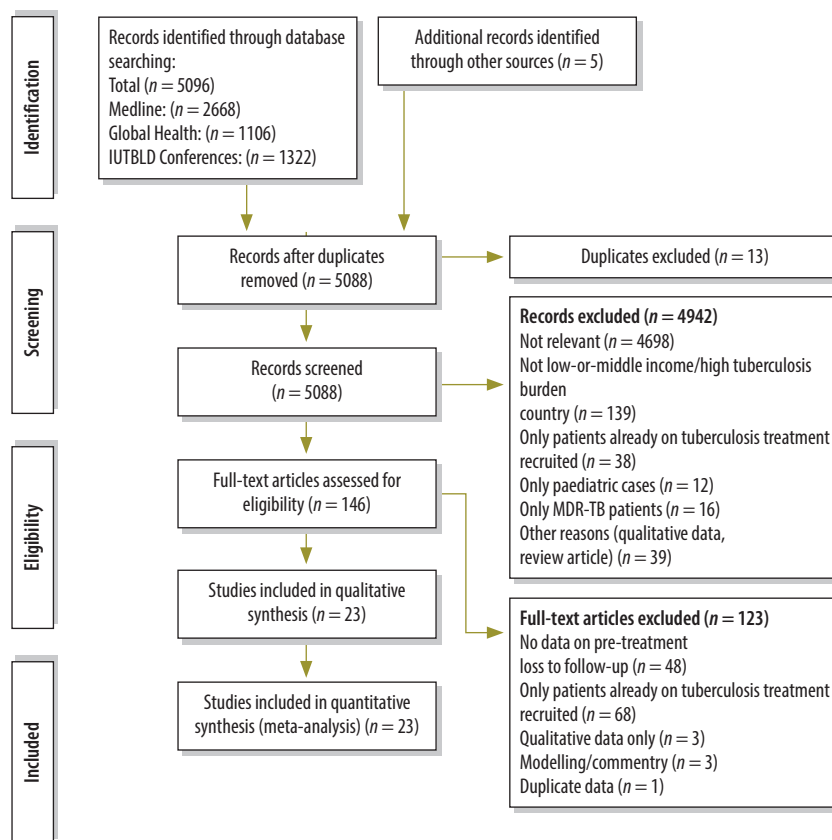 Identification
Records identified through database
searching:
Total (n = 5096)
Medline: (n = 2668)
Global Health: (n = 1106)
IUTBLD Conferences: (n = 1322)
Additional records identified
through other sources (n = 5)
Screening
Records after duplicates
removed (n = 5088)
Duplicates excluded (n = 13)
Records screened
(n = 5088)
Records excluded (n = 4942)
Not relevant (n = 4698)
Not low-or-middle income/high tuberculosis
burden
country (n = 139)
Only patients already on tuberculosis treatment
recruited (n = 38)
Only paediatric cases (n = 12)
Only MDR-TB patients (n = 16)
Other reasons (qualitative data,
review article) (n = 39)
Eligibility
Full-text articles assessed for
eligibility (n = 146)
Studies included in qualitative
synthesis (n = 23)
Full-text articles excluded (n = 123)
No data on pre-treatment
loss to follow-up (n = 48)
Only patients already on tuberculosis treatment
recruited (n = 68)
Qualitative data only (n = 3)
Modelling/commentry (n = 3)
Duplicate data (n = 1)
Included
Studies included in quantitative
synthesis (meta-analysis) (n = 23)